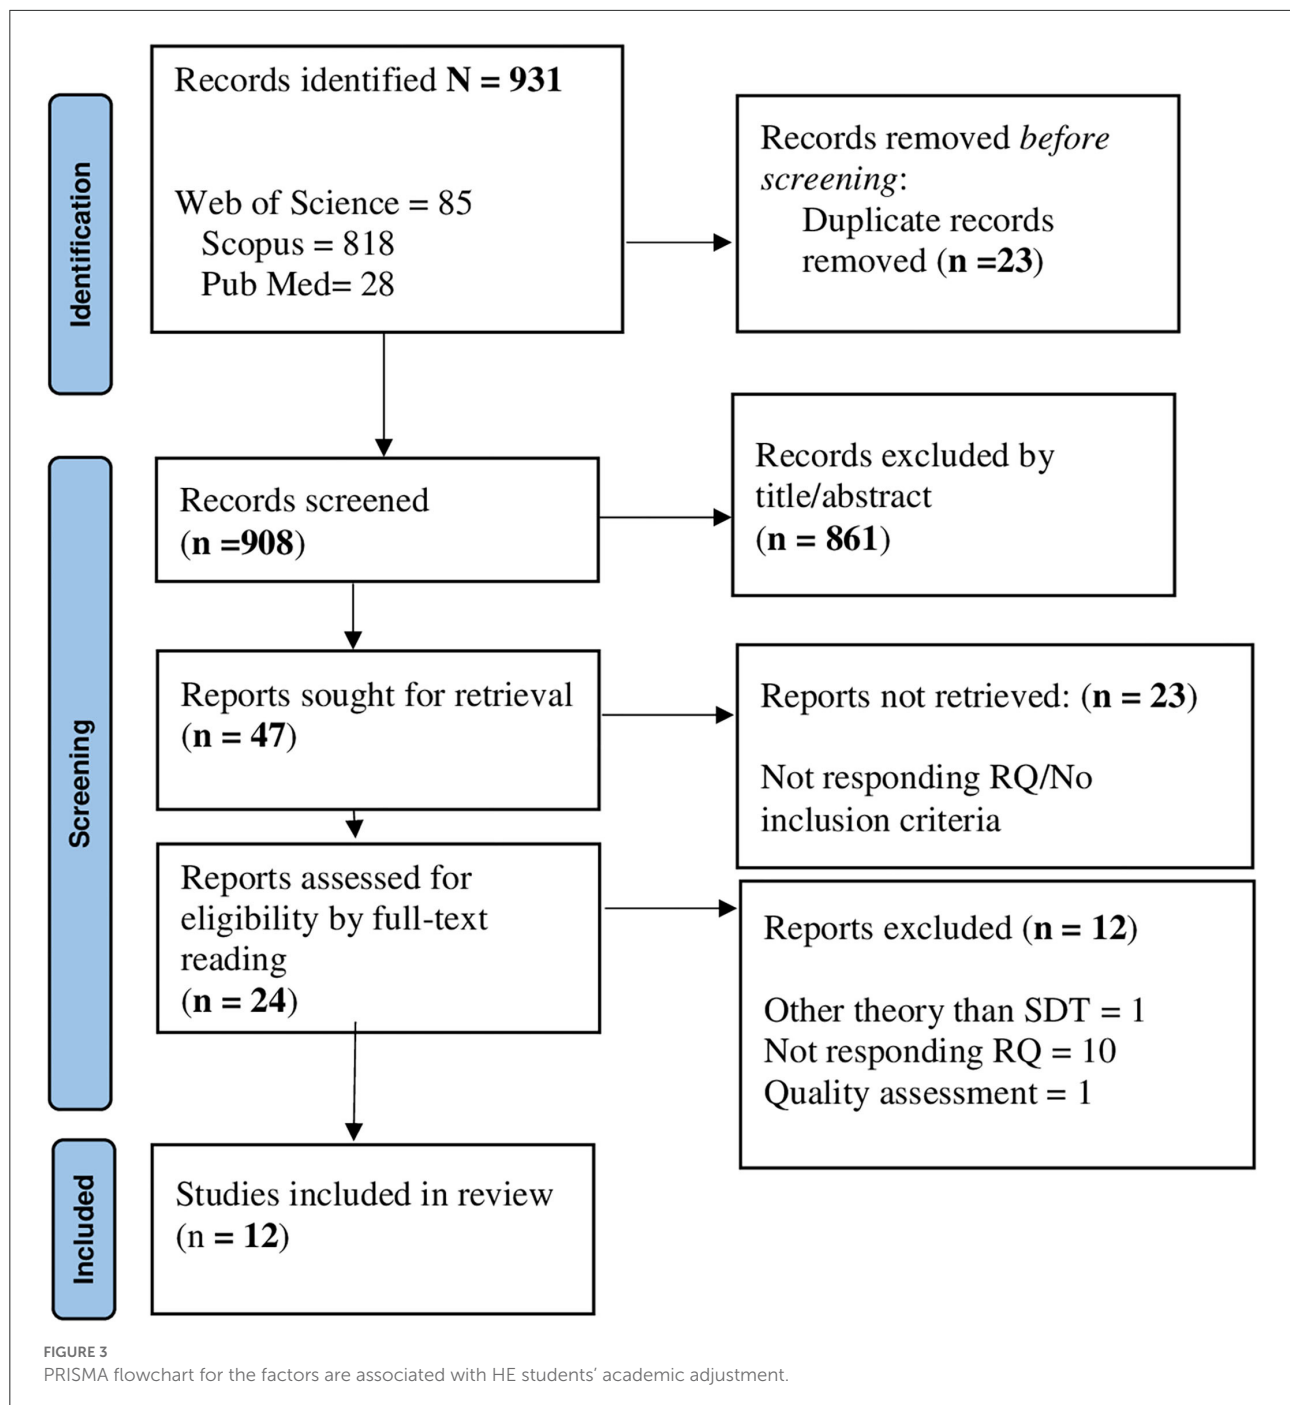 Identification
Records identified N = 931
Web of Science = 85
Scopus = 818
Pub Med= 28
Records removed before
screening:
Duplicate records
removed (n =23)
Screening
Records screened
(n =908)
Records excluded by
title/abstract
(n = 861)
Reports sought for retrieval
(n = 47)
Reports not retrieved: (n = 23)
Not responding RQ/No
inclusion criteria
Reports assessed for
eligibility by full-text
reading
(n = 24)
Reports excluded (n = 12)
Other theory than SDT = 1
Not responding RQ = 10
Quality assessment = 1
Included
Studies included in review
(n = 12)
FIGURE 3
PRISMA flowchart for the factors are associated with HE students’ academic adjustment.